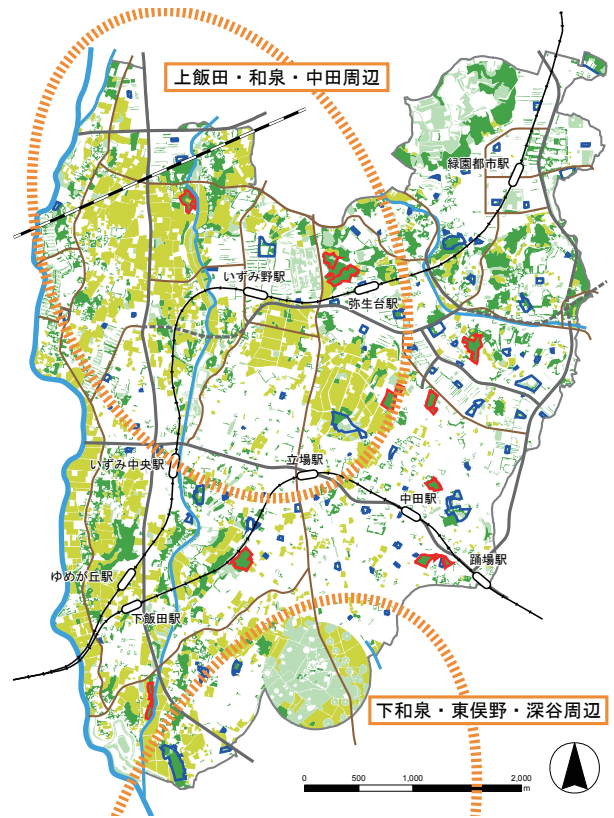 上飯田・和泉・中田周辺
緑園都市駅
いずみ野駅
弥生台駅
いずみ中央駅
立場駅
中田駅
踊場駅
ゆめが丘駅
下飯田駅
下和泉・東俣野・深谷周辺
0 500 1,000 2,000
m